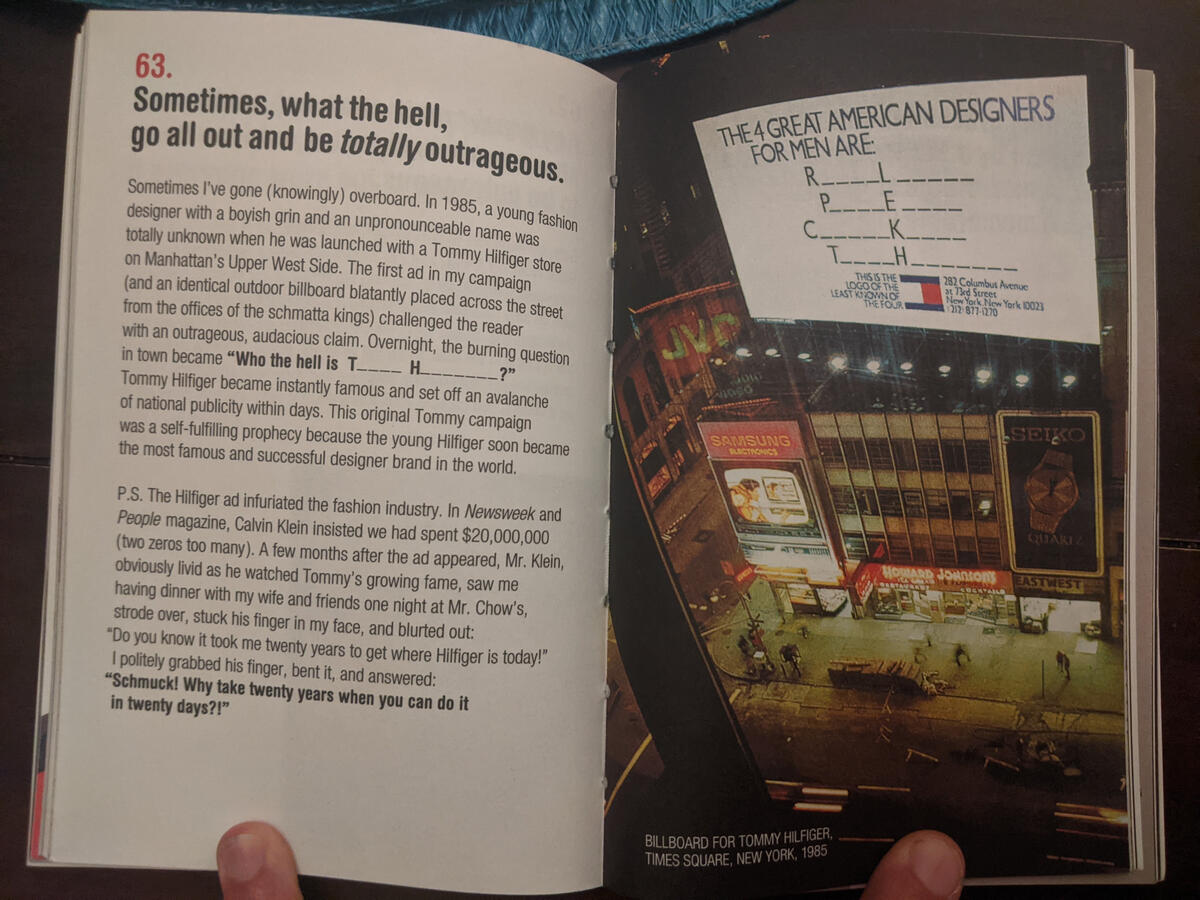 63.
Sometimes, what the hell,
go all out and be totally outrageous.
Sometimes I've gone (knowingly) overboard. In 1985, a young fashion
designer with a boyish grin and an unpronounceable name was
totally unknown when he was launched with a Tommy Hilfiger store
on Manhattan's Upper West Side. The first ad in my campaign
(and an identical outdoor billboard blatantly placed across the street
from the offices of the schmatta kings) challenged the reader
with an outrageous, audacious claim. Overnight, the burning question
in town became “Who the hell is T____ H_______?”
Tommy Hilfiger became instantly famous and set off an avalanche
of national publicity within days. This original Tommy campaign
was a self-fulfilling prophecy because the young Hilfiger soon became
the most famous and successful designer brand in the world.
P.S. The Hilfiger ad infuriated the fashion industry. In Newsweek and
People magazine, Calvin Klein insisted we had spent $20,000,000
(two zeros too many). A few months after the ad appeared, Mr. Klein,
obviously livid as he watched Tommy's growing fame, saw me
having dinner with my wife and friends one night at Mr. Chow's,
strode over, stuck his finger in my face, and blurted out:
“Do you know it took me twenty years to get where Hilfiger is today!”
I politely grabbed his finger, bent it, and answered:
“Schmuck! Why take twenty years when you can do it
in twenty days?!”
THE 4 GREAT AMERICAN DESIGNERS
FOR MEN ARE:
R____L_____
P____E____
C_____K____
T____H_______
THIS IS THE
LOGO OF THE
LEAST KNOWN OF
THE FOUR
282 Columbus Avenue
at 73rd Street
New York, New York 10023
(212) 877-1270
JVC
SAMSUNG
ELECTRONICS
SEIKO
QUARTZ
HOWARD JOHNSON'S
RESTAURANT
COCKTAILS
EASTWEST
BILLBOARD FOR TOMMY HILFIGER,
TIMES SQUARE, NEW YORK, 1985